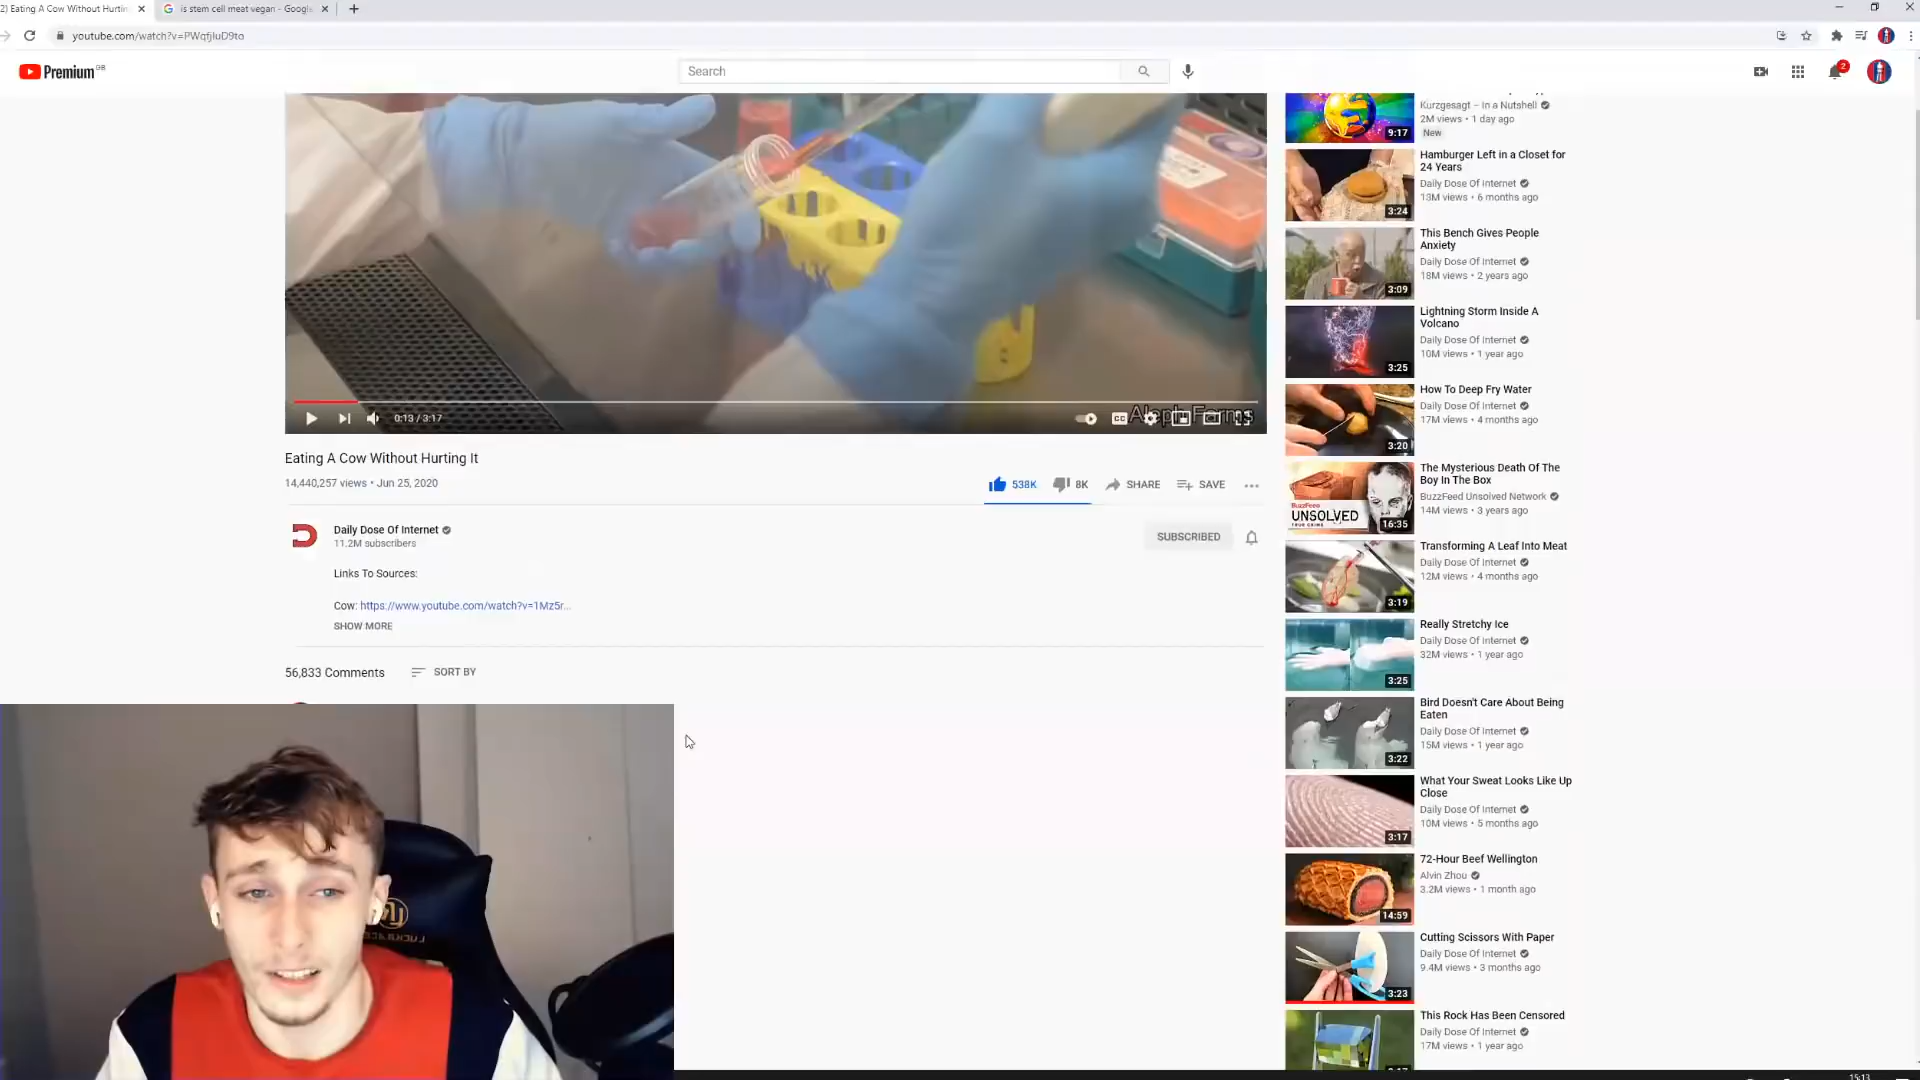 2) Eating A Cow Without Hurtin
is stem cell meat vegan - Google
youtube.com/watch?v=PWqfjIuD9to
Premium GB
Search
2
0:13 / 3:17
CC
Aleph Farms
Eating A Cow Without Hurting It
14,440,257 views • Jun 25, 2020
538K
8K
SHARE
SAVE
Daily Dose Of Internet
11.2M subscribers
SUBSCRIBED
Links To Sources:
Cow: https://www.youtube.com/watch?v=1Mz5r...
SHOW MORE
56,833 Comments
SORT BY
Kurzgesagt – In a Nutshell
2M views • 1 day ago
New
9:17
Hamburger Left in a Closet for
24 Years
Daily Dose Of Internet
13M views • 6 months ago
3:24
This Bench Gives People
Anxiety
Daily Dose Of Internet
18M views • 2 years ago
3:09
Lightning Storm Inside A
Volcano
Daily Dose Of Internet
10M views • 1 year ago
3:25
How To Deep Fry Water
Daily Dose Of Internet
17M views • 4 months ago
3:20
The Mysterious Death Of The
Boy In The Box
BuzzFeed Unsolved Network
14M views • 3 years ago
BuzzFeed
UNSOLVED
TRUE CRIME
16:35
Transforming A Leaf Into Meat
Daily Dose Of Internet
12M views • 4 months ago
3:19
Really Stretchy Ice
Daily Dose Of Internet
32M views • 1 year ago
3:25
Bird Doesn't Care About Being
Eaten
Daily Dose Of Internet
15M views • 1 year ago
3:22
What Your Sweat Looks Like Up
Close
Daily Dose Of Internet
10M views • 5 months ago
3:17
72-Hour Beef Wellington
Alvin Zhou
3.2M views • 1 month ago
14:59
Cutting Scissors With Paper
Daily Dose Of Internet
9.4M views • 3 months ago
3:23
This Rock Has Been Censored
Daily Dose Of Internet
17M views • 1 year ago
15:13